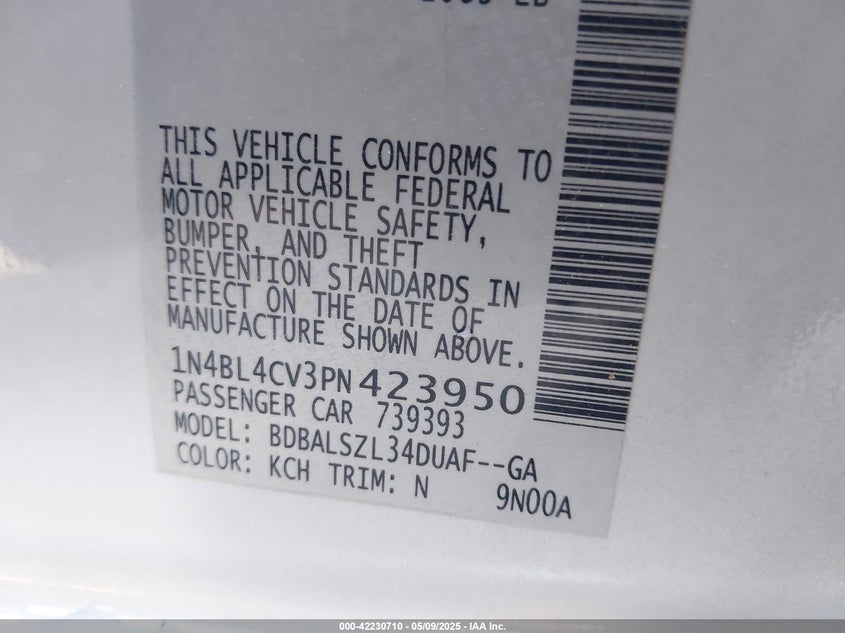 THIS VEHICLE CONFORMS TO
ALL APPLICABLE FEDERAL
MOTOR VEHICLE SAFETY,
BUMPER, AND THEFT
PREVENTION STANDARDS IN
EFFECT ON THE DATE OF
MANUFACTURE SHOWN ABOVE.
1N4BL4CV3PN423950
PASSENGER CAR 739393
MODEL: BDBALSZL34DUAF--GA
COLOR: KCH TRIM: N 9N00A
000-42230710 - 05/09/2025 - IAA Inc.